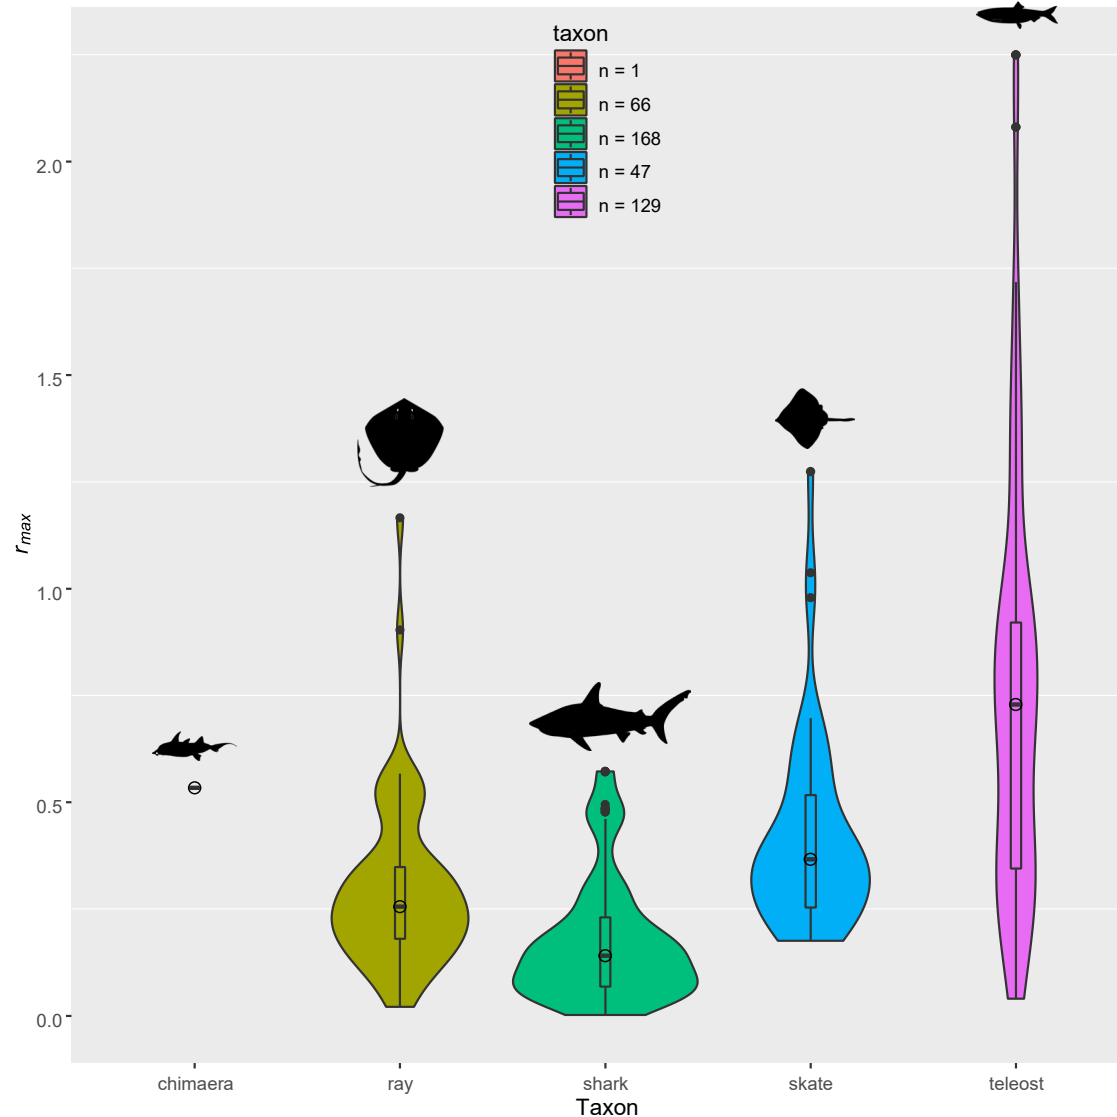 taxon
n = 1
n = 66
n = 168
n = 47
n = 129
2.0
1.5
1.0
0.5
0.0
rmax
chimaera
ray
shark
skate
teleost
Taxon